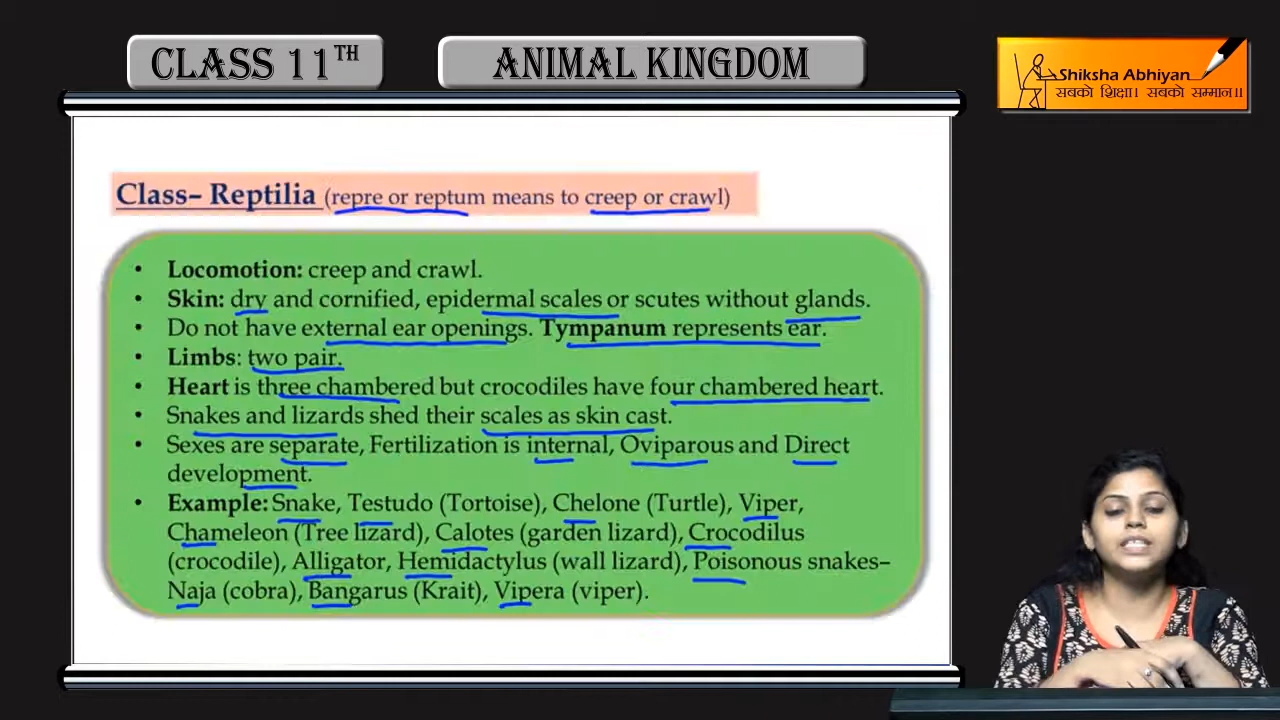 CLASS 11TH
ANIMAL KINGDOM
Shiksha Abhiyan
सबको शिक्षा। सबको सम्मान॥
Class– Reptilia (repre or reptum means to creep or crawl)
• Locomotion: creep and crawl.
• Skin: dry and cornified, epidermal scales or scutes without glands.
• Do not have external ear openings. Tympanum represents ear.
• Limbs: two pair.
• Heart is three chambered but crocodiles have four chambered heart.
• Snakes and lizards shed their scales as skin cast.
• Sexes are separate, Fertilization is internal, Oviparous and Direct
development.
• Example: Snake, Testudo (Tortoise), Chelone (Turtle), Viper,
Chameleon (Tree lizard), Calotes (garden lizard), Crocodilus
(crocodile), Alligator, Hemidactylus (wall lizard), Poisonous snakes–
Naja (cobra), Bangarus (Krait), Vipera (viper).